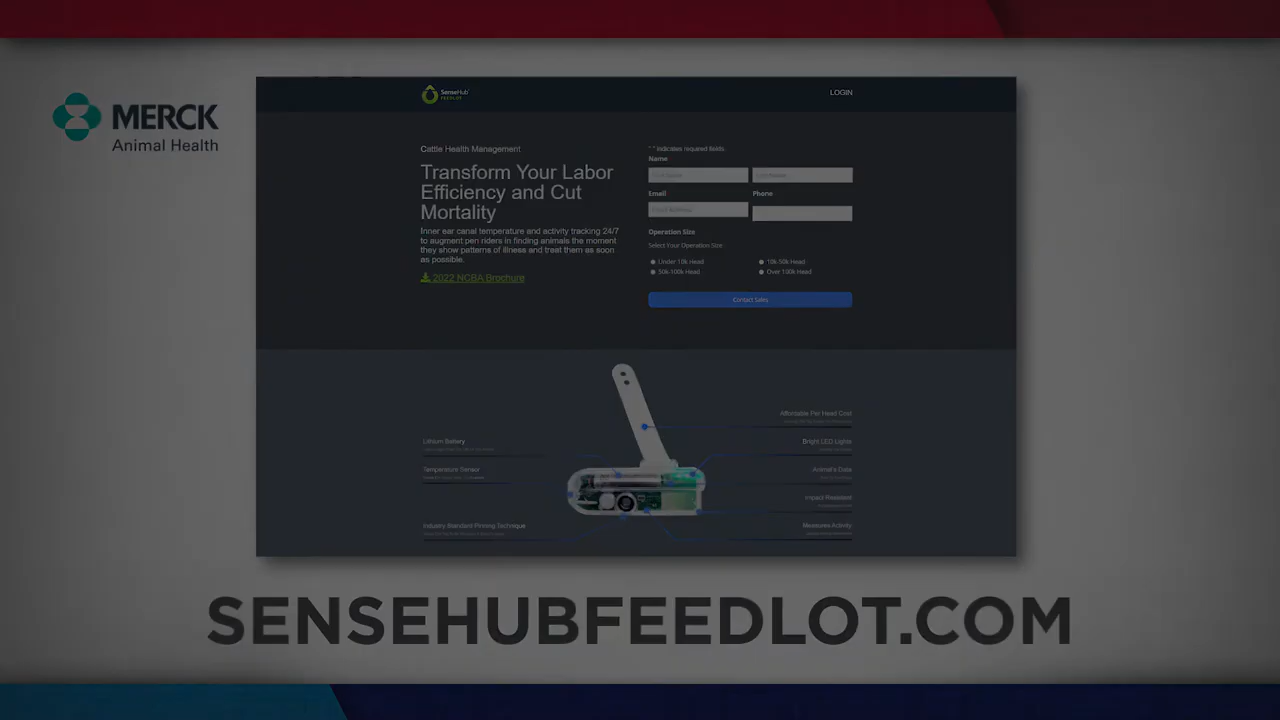 MERCK
Animal Health
SenseHub
FEEDLOT
LOGIN
Cattle Health Management
Transform Your Labor
Efficiency and Cut
Mortality
Inner ear canal temperature and activity tracking 24/7
to augment pen riders in finding animals the moment
they show patterns of illness and treat them as soon
as possible.
2022 NCBA Brochure
"*" indicates required fields
Name
Email
Phone
Operation Size
Select Your Operation Size
Under 10k Head
10k-50k Head
50k-100k Head
Over 100k Head
Contact Sales
Lithium Battery
Temperature Sensor
Industry Standard Pinning Technique
Affordable Per Head Cost
Bright LED Lights
Animal's Data
Impact Resistant
Measures Activity
SENSEHUBFEEDLOT.COM